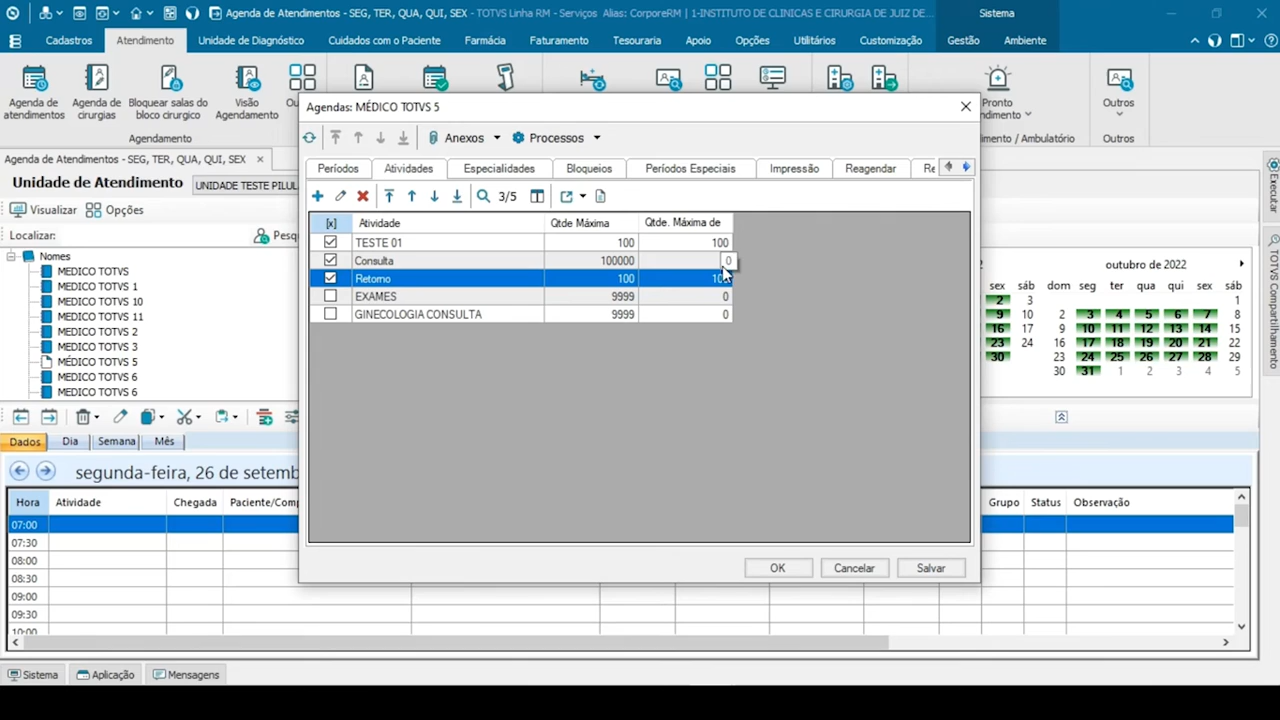 Agenda de Atendimentos - SEG, TER, QUA, QUI, SEX - TOTVS Linha RM - Serviços Alias: CorporeRM | 1-INSTITUTO DE CLINICAS E CIRURGIA DE JUIZ DE...
Sistema
Cadastros Atendimento Unidade de Diagnóstico Cuidados com o Paciente Farmácia Faturamento Tesouraria Apoio Opções Utilitários Customização Gestão Ambiente
Agenda de atendimentos
Agenda de cirurgias
Bloquear salas do bloco cirurgico
Visão Agendamento
Pronto
Outros
Agendamento
/ Ambulatório
Outros
Agendas: MÉDICO TOTVS 5
Anexos Processos
Agenda de Atendimentos - SEG, TER, QUA, QUI, SEX
Unidade de Atendimento UNIDADE TESTE PILUL
Visualizar Opções
Localizar: Pesq
Nomes
MEDICO TOTVS
MEDICO TOTVS 1
MEDICO TOTVS 10
MEDICO TOTVS 11
MEDICO TOTVS 2
MEDICO TOTVS 3
MÉDICO TOTVS 5
MEDICO TOTVS 6
MEDICO TOTVS 6
Períodos Atividades Especialidades Bloqueios Períodos Especiais Impressão Reagendar Re
3/5
[x] Atividade Qtde Máxima Qtde. Máxima de
TESTE 01 100 100
Consulta 100000 0
Retorno 100
EXAMES 9999 0
GINECOLOGIA CONSULTA 9999 0
OK Cancelar Salvar
2 outubro de 2022
sex sáb dom seg ter qua qui sex sáb
2 3 1
9 10 2 3 4 5 6 7 8
16 17 9 10 11 12 13 14 15
23 24 16 17 18 19 20 21 22
30 23 24 25 26 27 28 29
30 31 1 2 3 4 5
Executar
TOTVS Compartilhamento
Dados Dia Semana Mês
segunda-feira, 26 de setemb
Hora Atividade Chegada Paciente/Comp Grupo Status Observação
07:00
07:30
08:00
08:30
09:00
09:30
10:00
Sistema Aplicação Mensagens